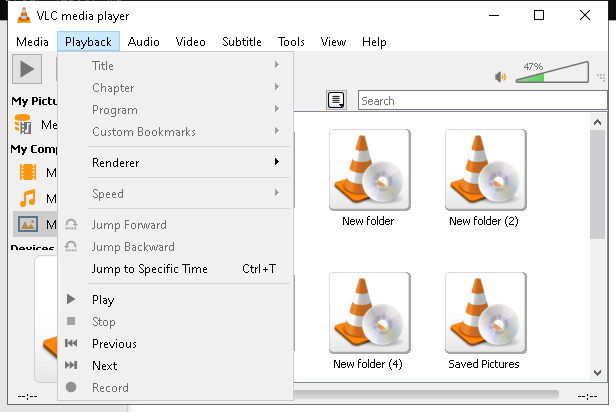 VLC media player
Media Playback Audio Video Subtitle Tools View Help
Title
Chapter
Program
Custom Bookmarks
Renderer
Speed
Jump Forward
Jump Backward
Jump to Specific Time Ctrl+T
Play
Stop
Previous
Next
Record
47%
Search
My Pictu
Me
My Comp
M
M
M
Devices
New folder
New folder (2)
New folder (4)
Saved Pictures
--:--
--:--